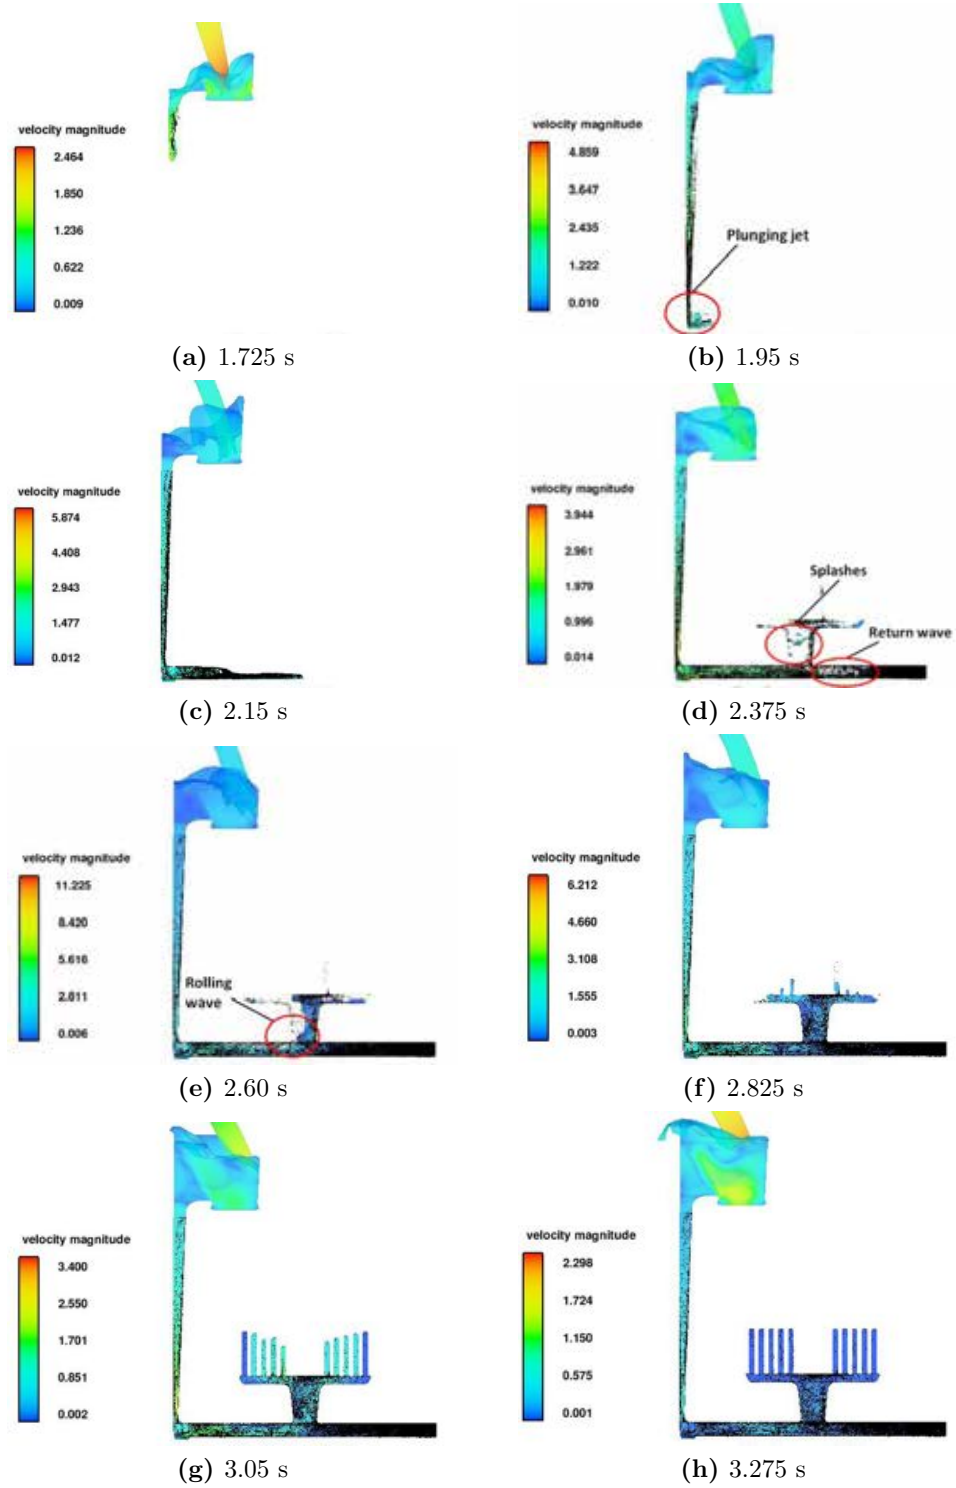 velocity magnitude
2.464
1.850
1.236
0.622
0.009
(a) 1.725 s
velocity magnitude
4.859
3.647
2.435
1.222
0.010
Plunging jet
(b) 1.95 s
velocity magnitude
5.874
4.408
2.943
1.477
0.012
(c) 2.15 s
velocity magnitude
3.944
2.961
1.979
0.996
0.014
Splashes
Return wave
(d) 2.375 s
velocity magnitude
11.225
8.420
5.616
2.811
0.006
Rolling
wave
(e) 2.60 s
velocity magnitude
6.212
4.660
3.108
1.555
0.003
(f) 2.825 s
velocity magnitude
3.400
2.550
1.701
0.851
0.002
(g) 3.05 s
velocity magnitude
2.298
1.724
1.150
0.575
0.001
(h) 3.275 s